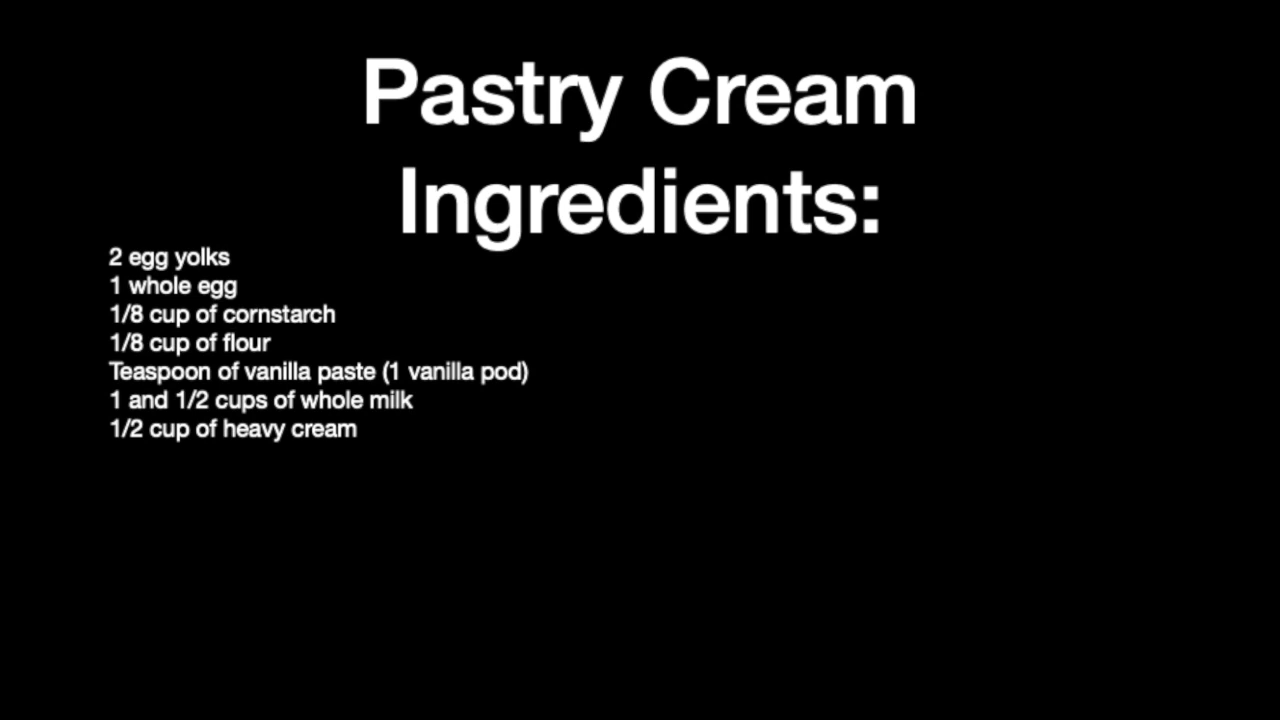 Pastry Cream
Ingredients:
2 egg yolks
1 whole egg
1/8 cup of cornstarch
1/8 cup of flour
Teaspoon of vanilla paste (1 vanilla pod)
1 and 1/2 cups of whole milk
1/2 cup of heavy cream